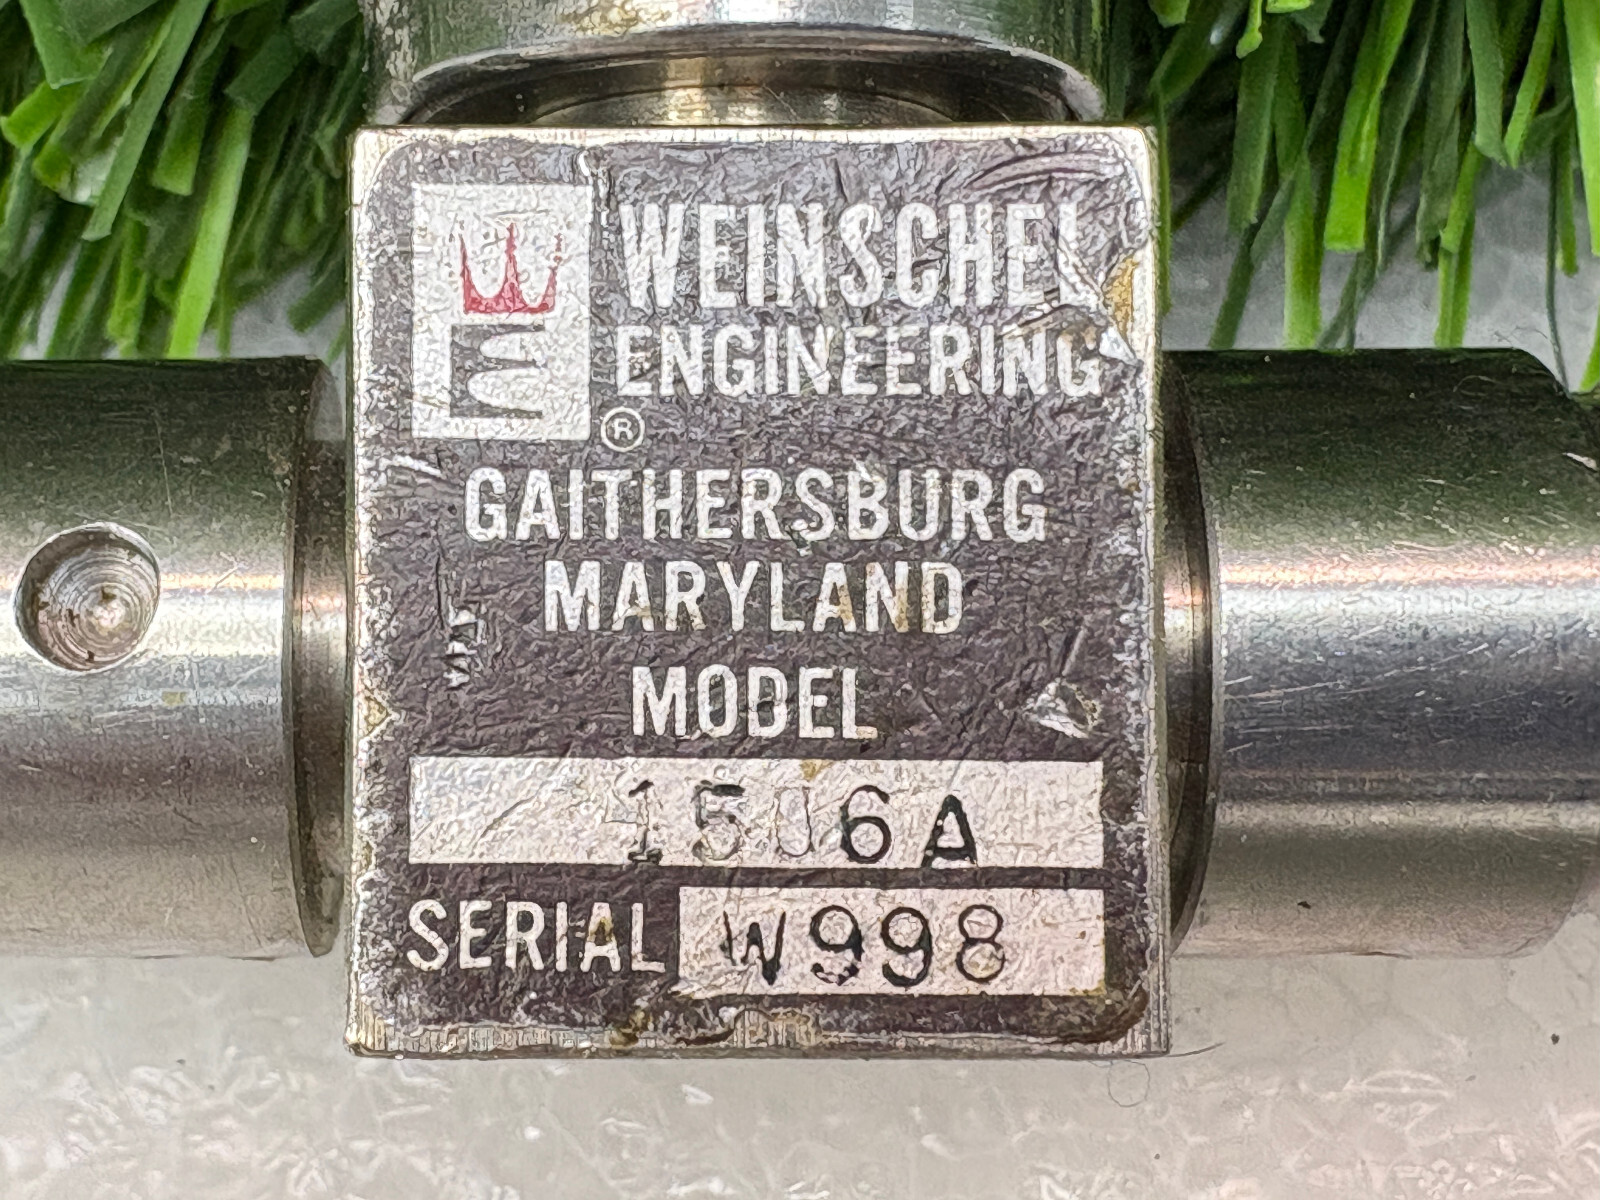 WEINSCHEL
ENGINEERING
®
GAITHERSBURG
MARYLAND
MODEL
1506A
SERIAL W998